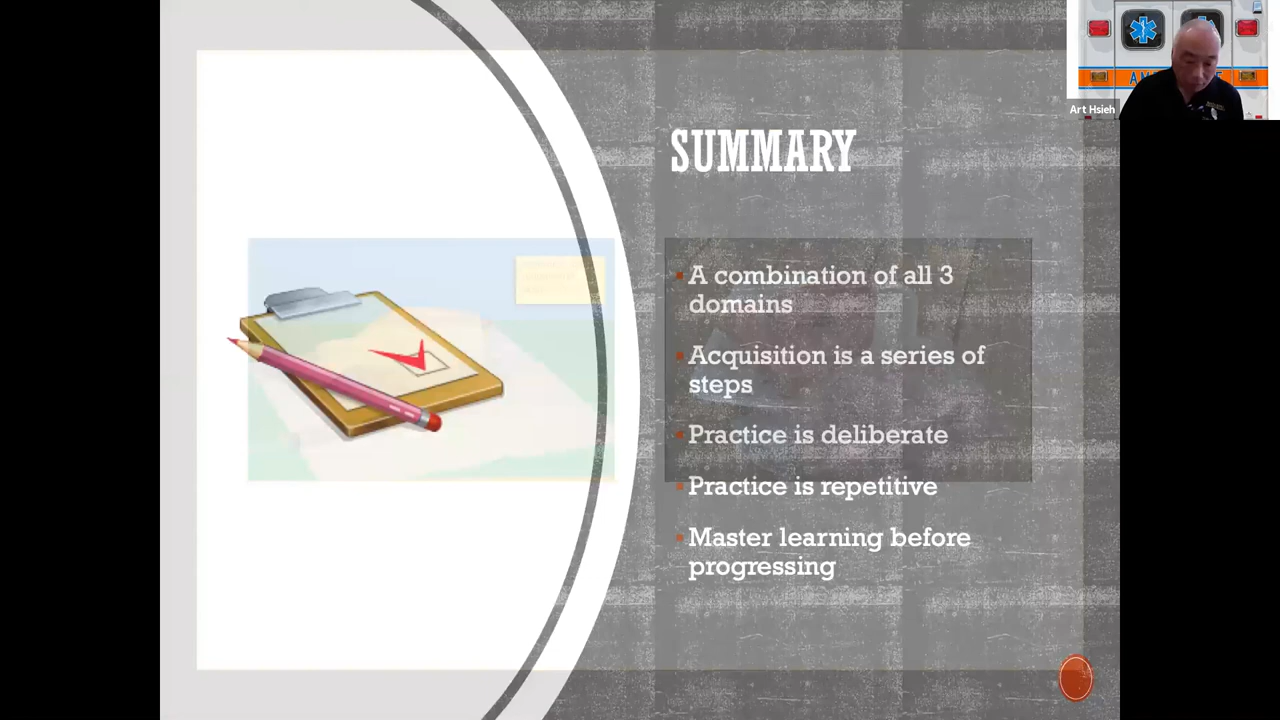 Art Hsieh
SUMMARY
A combination of all 3
domains
Acquisition is a series of
steps
Practice is deliberate
Practice is repetitive
Master learning before
progressing